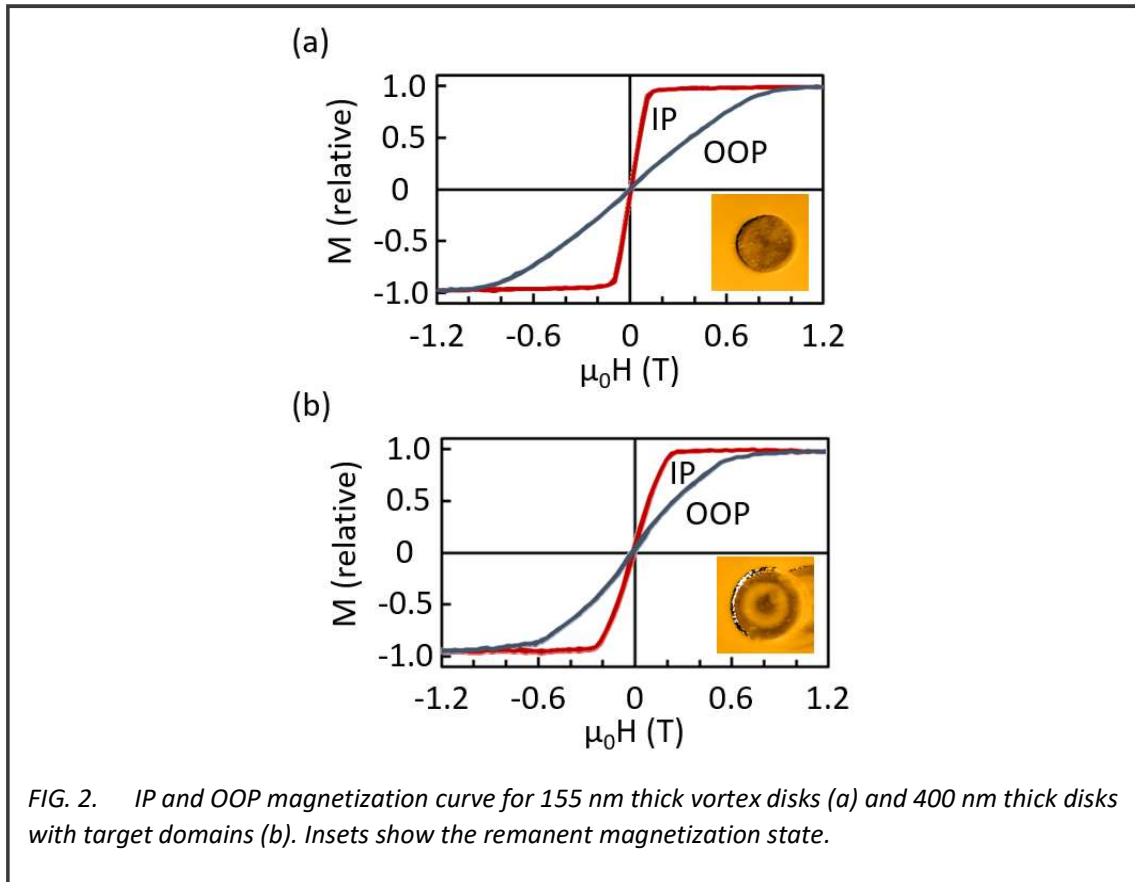 (a)
1.0
0.5
0
-0.5
-1.0
M (relative)
IP
OOP
-1.2 -0.6 0 0.6 1.2
μ₀H (T)
(b)
1.0
0.5
0
-0.5
-1.0
M (relative)
IP
OOP
-1.2 -0.6 0 0.6 1.2
μ₀H (T)
FIG. 2. IP and OOP magnetization curve for 155 nm thick vortex disks (a) and 400 nm thick disks
with target domains (b). Insets show the remanent magnetization state.